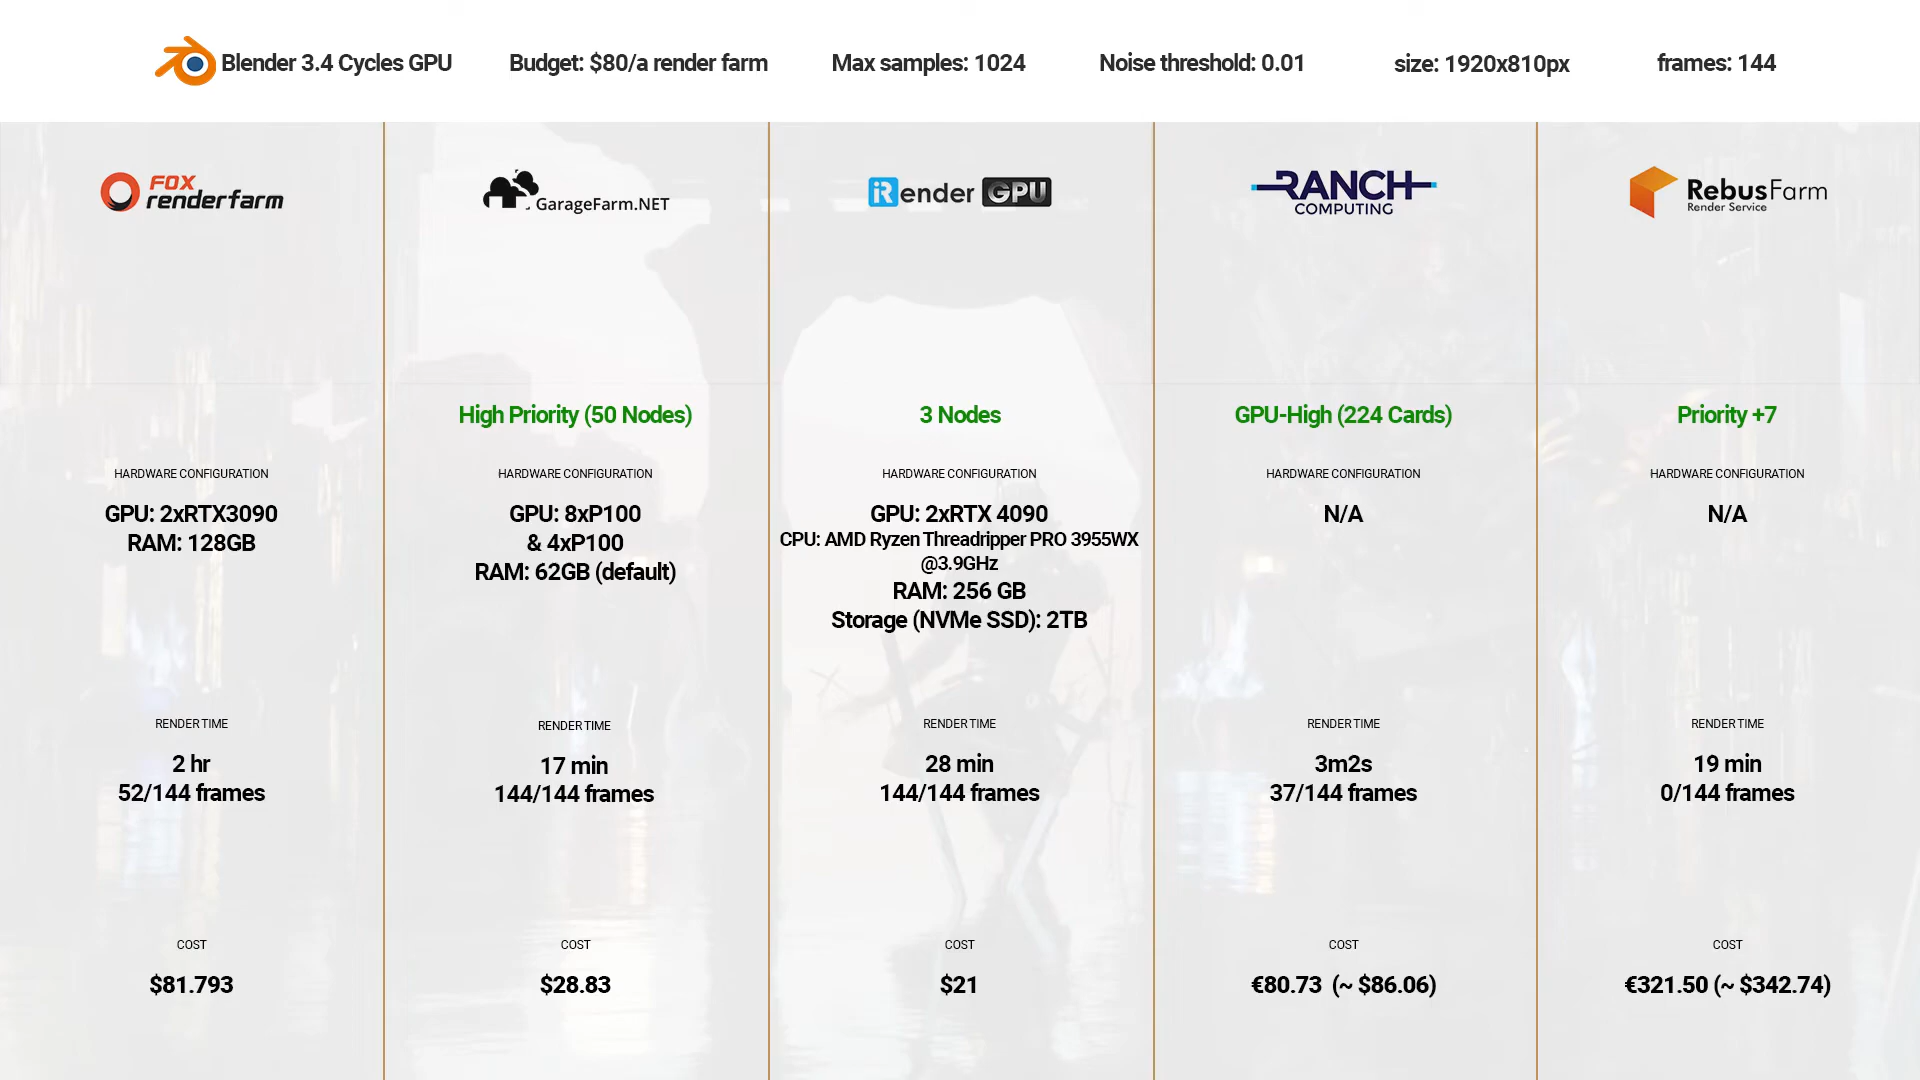 Blender 3.4 Cycles GPU
Budget: $80/a render farm
Max samples: 1024
Noise threshold: 0.01
size: 1920x810px
frames: 144
FOX
renderfarm
HARDWARE CONFIGURATION
GPU: 2xRTX3090
RAM: 128GB
RENDER TIME
2 hr
52/144 frames
COST
$81.793
GarageFarm.NET
High Priority (50 Nodes)
HARDWARE CONFIGURATION
GPU: 8xP100
& 4xP100
RAM: 62GB (default)
RENDER TIME
17 min
144/144 frames
COST
$28.83
iRender GPU
3 Nodes
HARDWARE CONFIGURATION
GPU: 2xRTX 4090
CPU: AMD Ryzen Threadripper PRO 3955WX
@3.9GHz
RAM: 256 GB
Storage (NVMe SSD): 2TB
RENDER TIME
28 min
144/144 frames
COST
$21
RANCH
COMPUTING
GPU-High (224 Cards)
HARDWARE CONFIGURATION
N/A
RENDER TIME
3m2s
37/144 frames
COST
€80.73 (~ $86.06)
RebusFarm
Render Service
Priority +7
HARDWARE CONFIGURATION
N/A
RENDER TIME
19 min
0/144 frames
COST
€321.50 (~ $342.74)